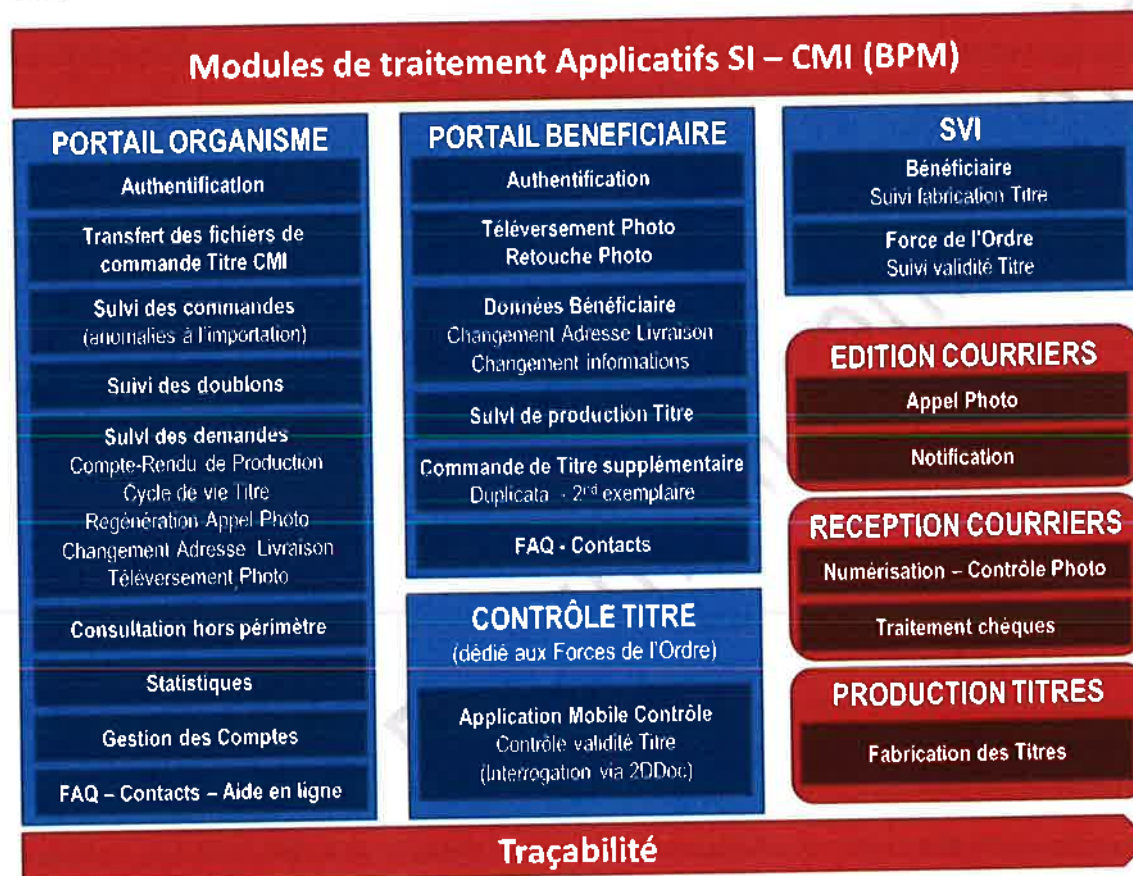 Modules de traitement Applicatifs SI – CMI (BPM)
PORTAIL ORGANISME
Authentification
Transfert des fichiers de
commande Titre CMI
Suivi des commandes
(anomalies à l'importation)
Suivi des doublons
Suivi des demandes
Compte-Rendu de Production
Cycle de vie Titre
Regénération Appel Photo
Changement Adresse Livraison
Téléversement Photo
Consultation hors périmètre
Statistiques
Gestion des Comptes
FAQ – Contacts – Aide en ligne
PORTAIL BENEFICIAIRE
Authentification
Téléversement Photo
Retouche Photo
Données Bénéficiaire
Changement Adresse Livraison
Changement informations
Suivi de production Titre
Commande de Titre supplémentaire
Duplicata - 2nd exemplaire
FAQ - Contacts
CONTRÔLE TITRE
(dédié aux Forces de l'Ordre)
Application Mobile Contrôle
Contrôle validité Titre
(Interrogation via 2DDoc)
SVI
Bénéficiaire
Suivi fabrication Titre
Force de l'Ordre
Suivi validité Titre
EDITION COURRIERS
Appel Photo
Notification
RECEPTION COURRIERS
Numérisation – Contrôle Photo
Traitement chèques
PRODUCTION TITRES
Fabrication des Titres
Traçabilité